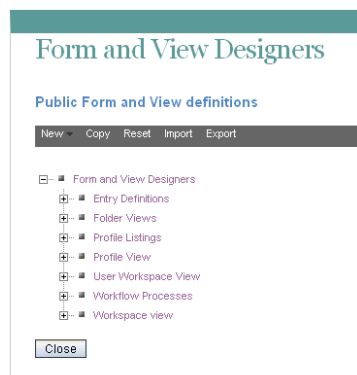 Form and View Designers
Public Form and View definitions
New Copy Reset Import Export
Form and View Designers
Entry Definitions
Folder Views
Profile Listings
Profile View
User Workspace View
Workflow Processes
Workspace view
Close